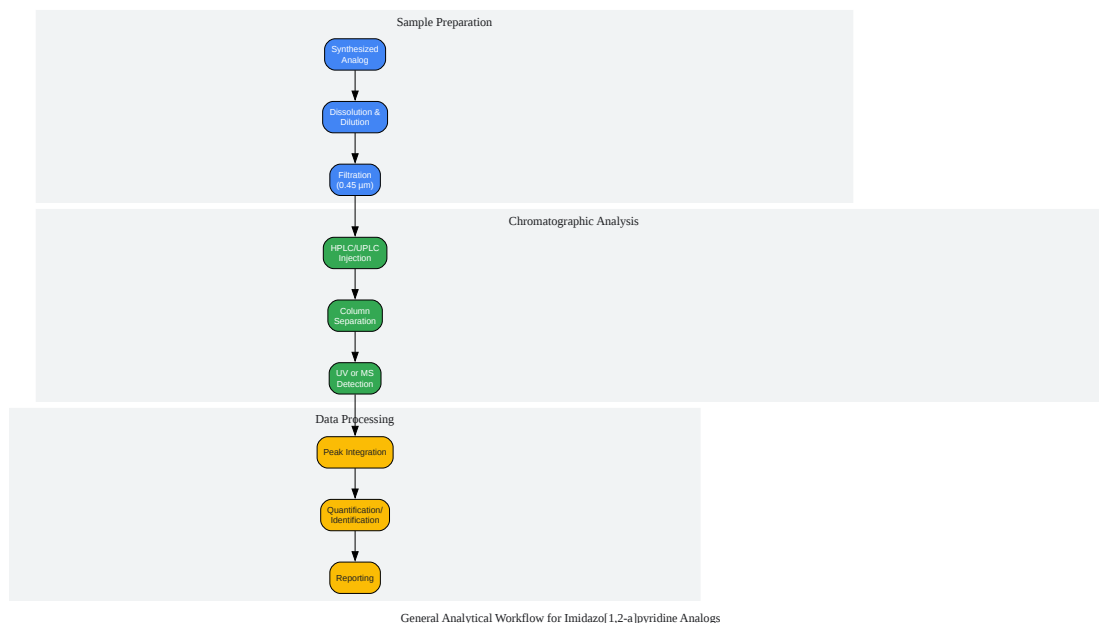 Sample Preparation
Synthesized
Analog
Dissolution &
Dilution
Filtration
(0.45 µm)
Chromatographic Analysis
HPLC/UPLC
Injection
Column
Separation
UV or MS
Detection
Data Processing
Peak Integration
Quantification/
Identification
Reporting
General Analytical Workflow for Imidazo[1,2-a]pyridine Analogs